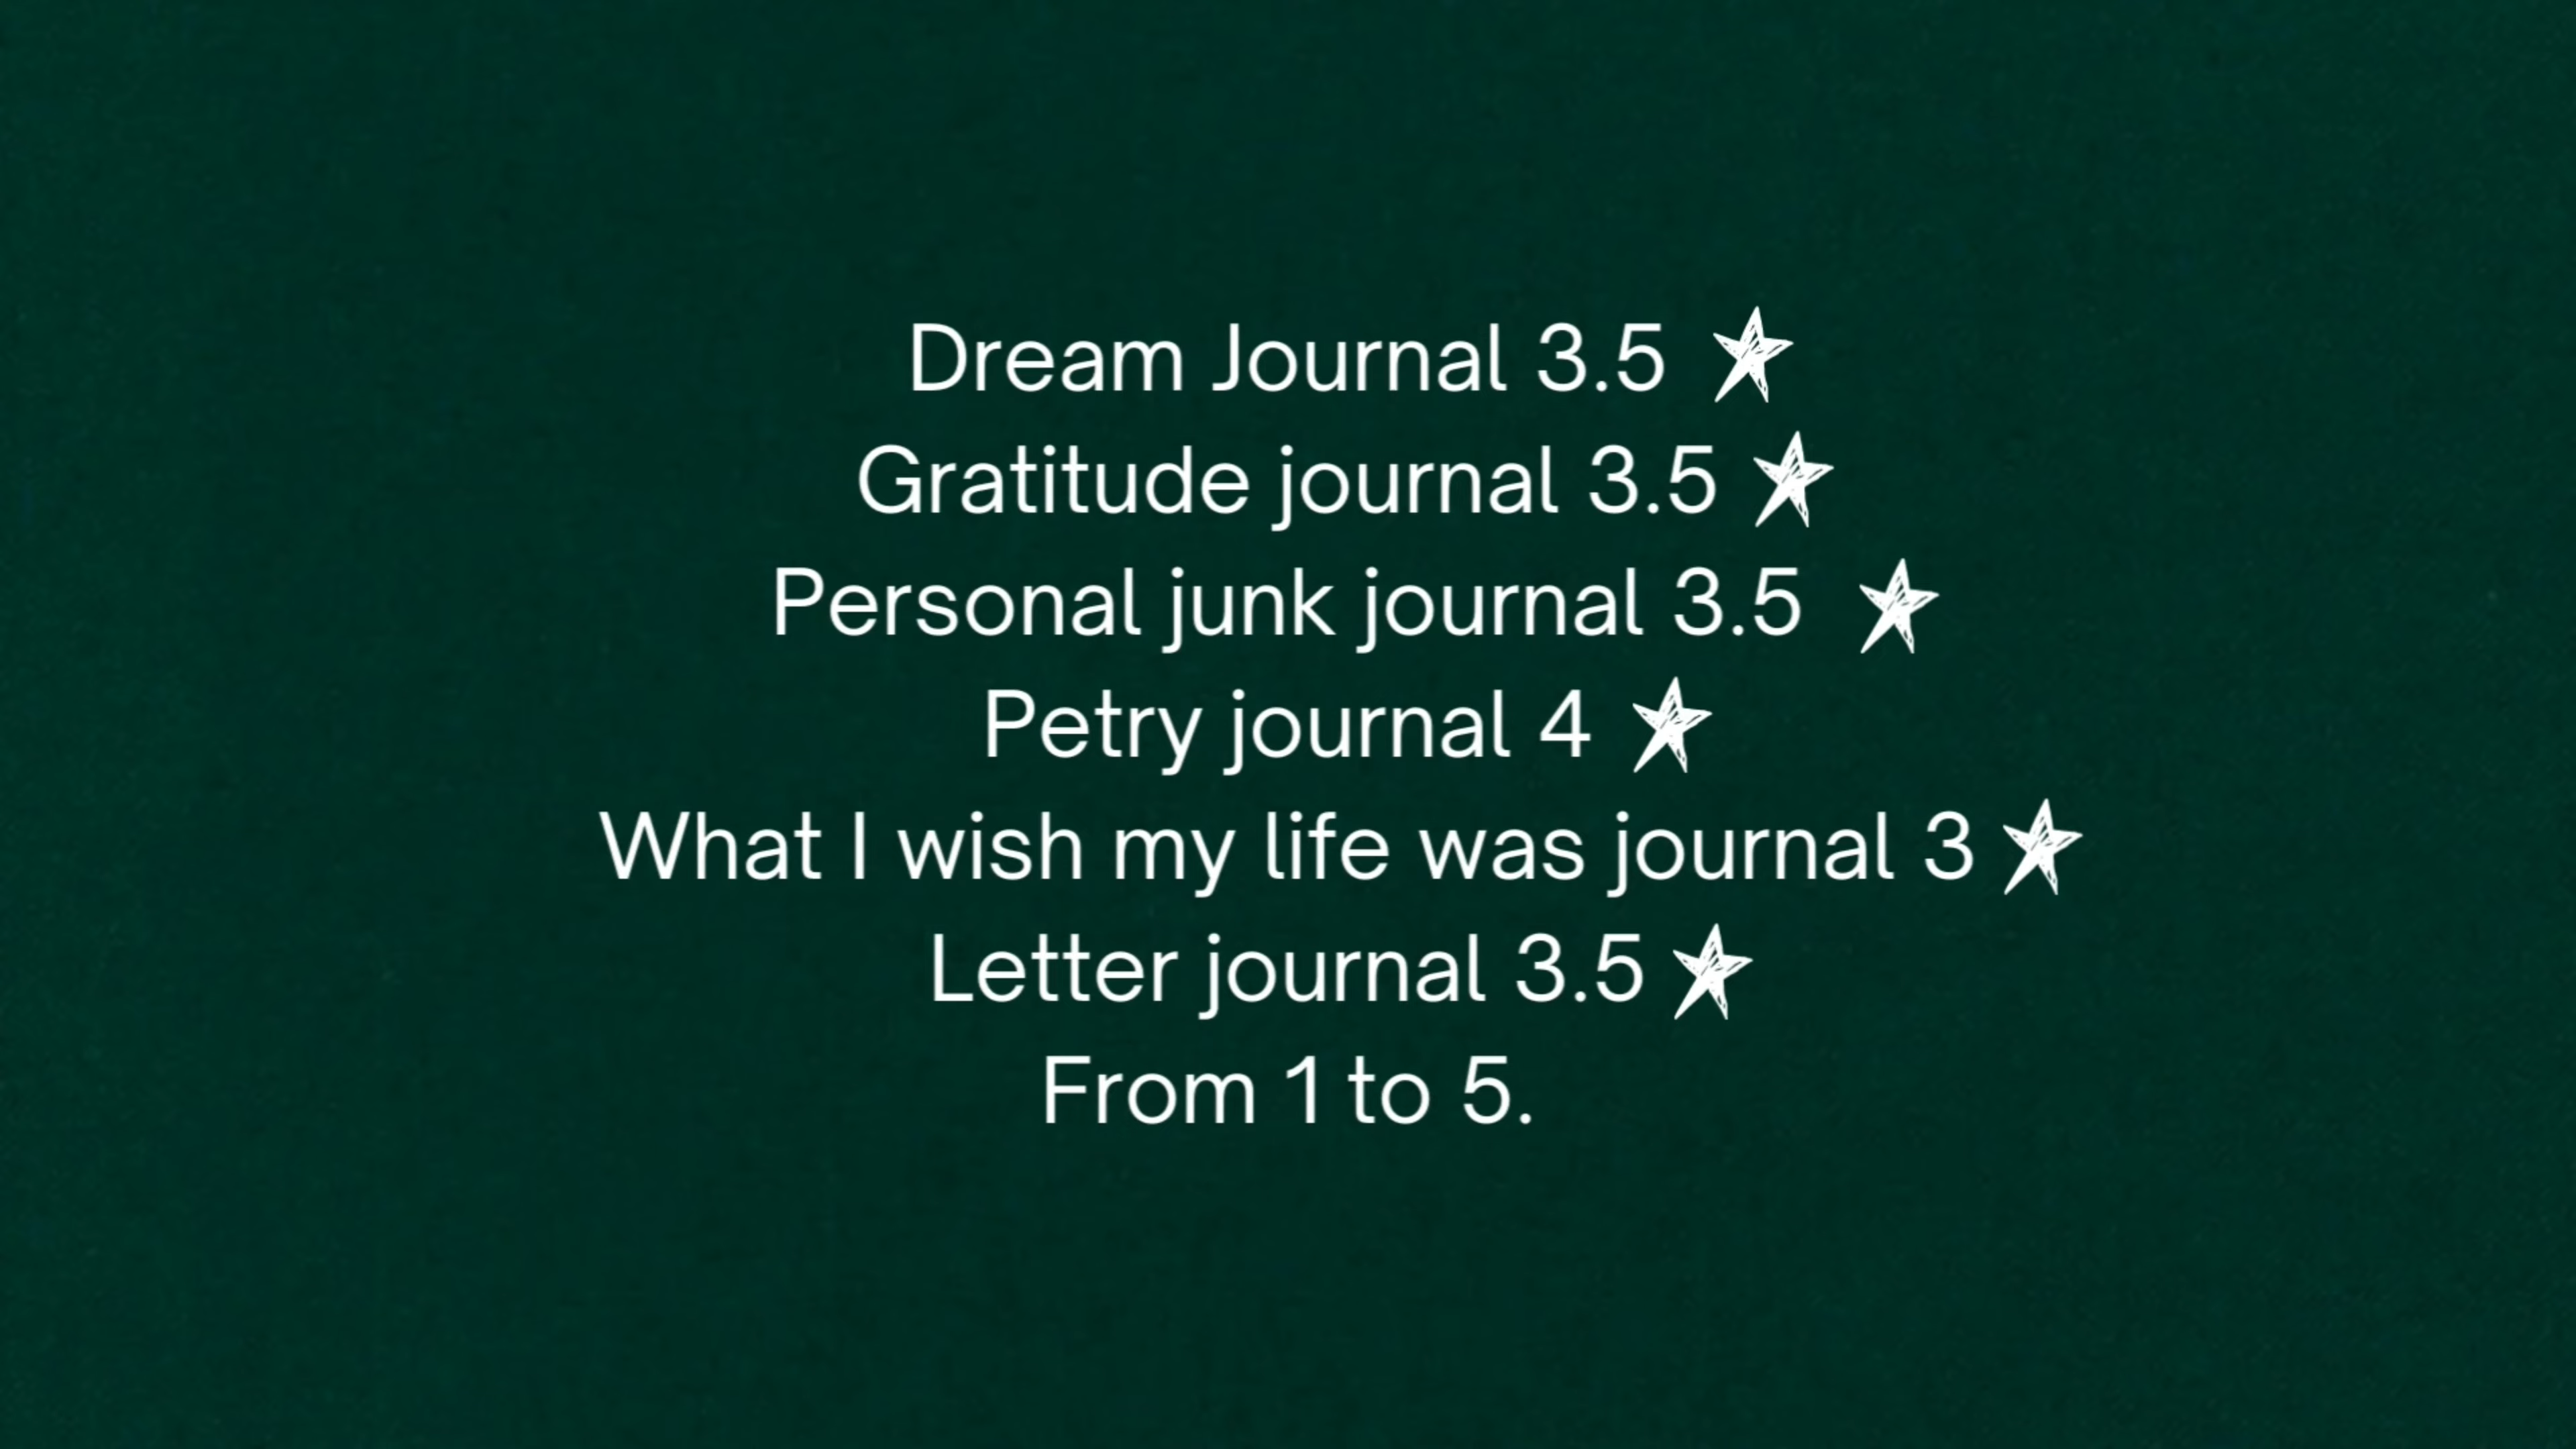 Dream Journal 3.5
Gratitude journal 3.5
Personal junk journal 3.5
Petry journal 4
What I wish my life was journal 3
Letter journal 3.5
From 1 to 5.